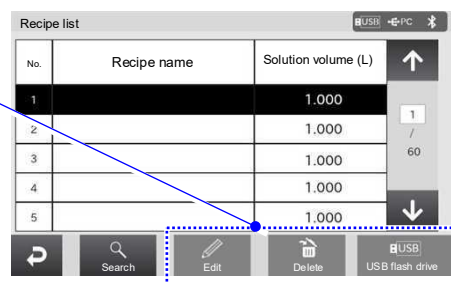 Recipe list
USB
PC
No. Recipe name Solution volume (L)
1 1.000
2 1.000
3 1.000
4 1.000
5 1.000
1
/
60
Search
Edit
Delete
USB
USB flash drive